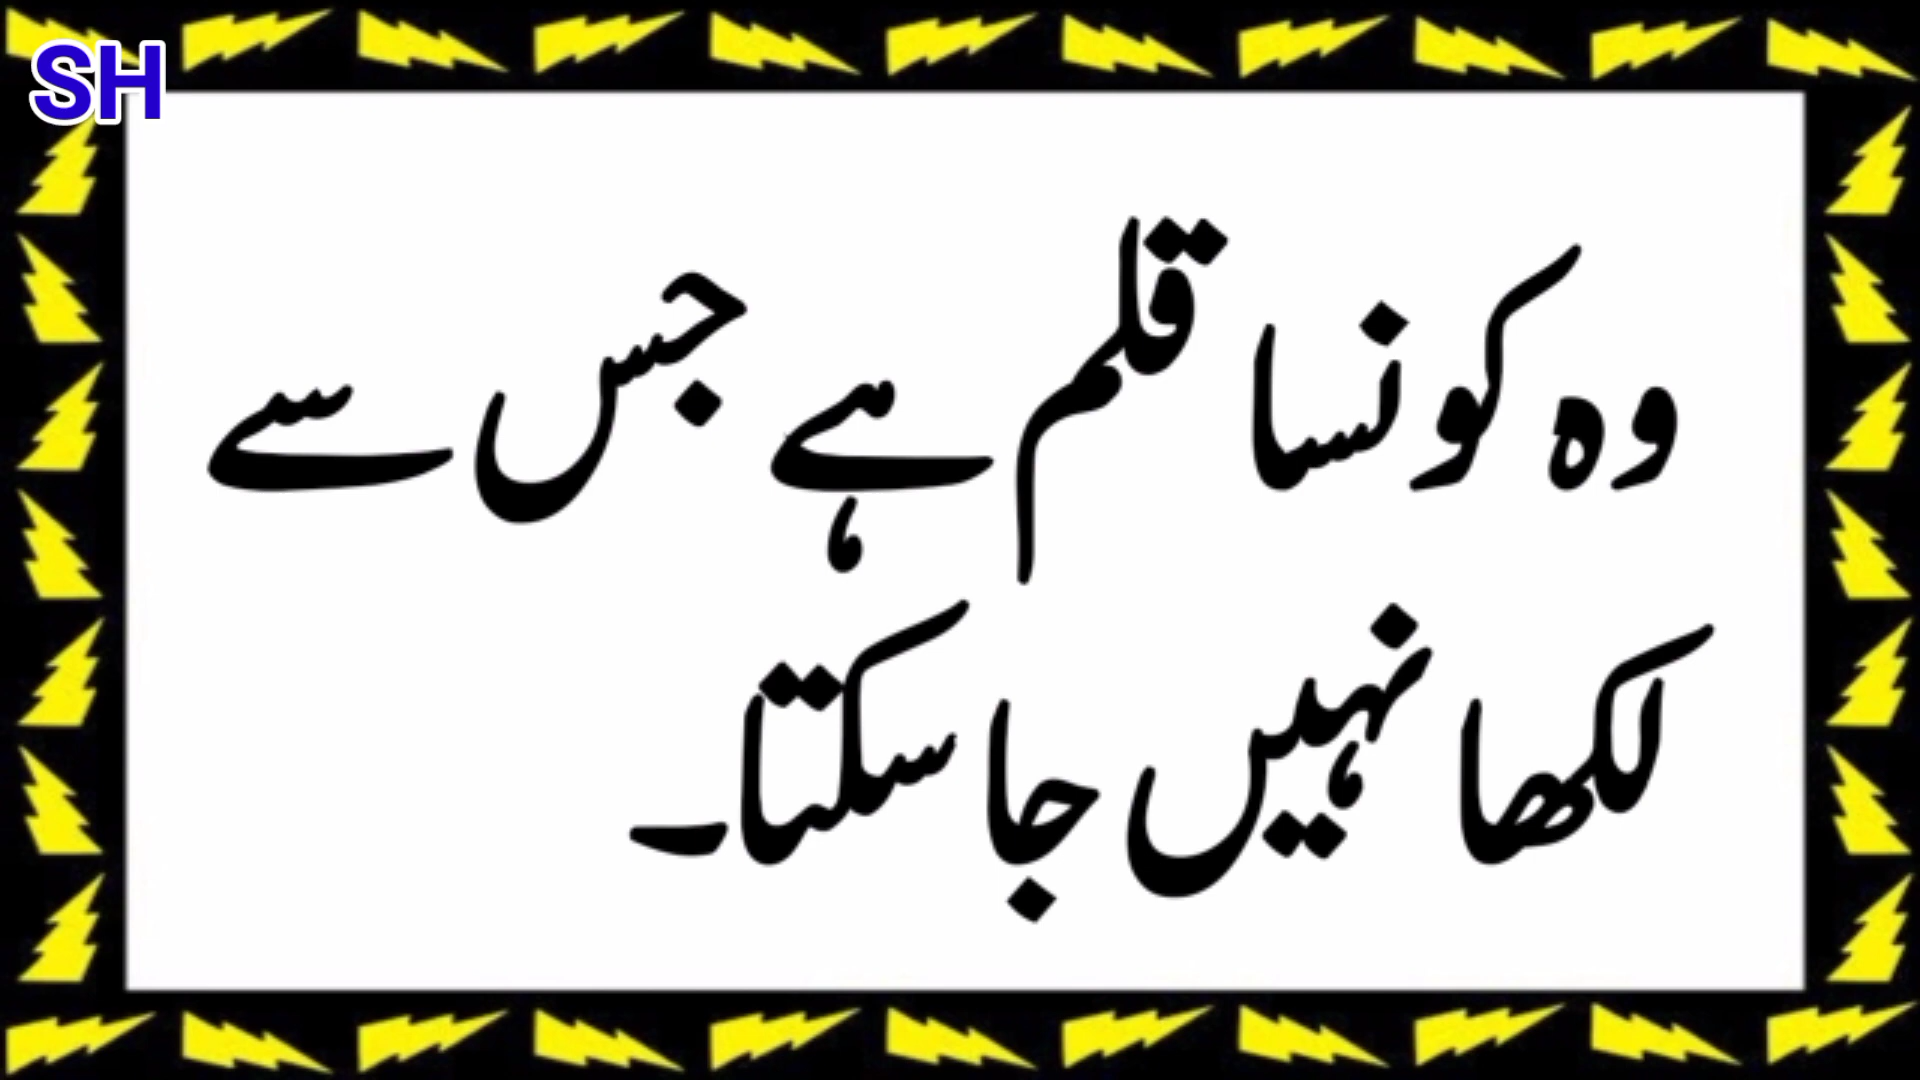 SH
وہ کونسا قلم ہے جس سے
لکھا نہیں جا سکتا۔